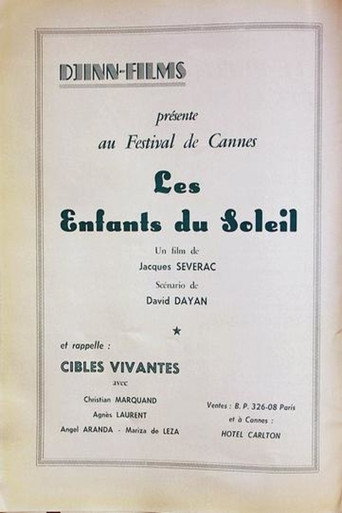 DJINN-FILMS
présente
au Festival de Cannes
Les
Enfants du Soleil
Un film de
Jacques SEVERAC
Scénario de
David DAYAN
et rappelle :
CIBLES VIVANTES
avec
Christian MARQUAND
Agnès LAURENT
Angel ARANDA - Mariza de LEZA
Ventes : B. P. 326-08 Paris
et à Cannes :
HOTEL CARLTON